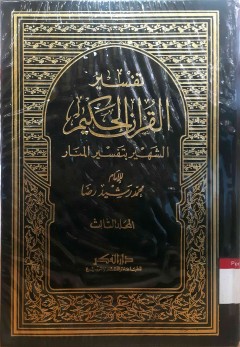 تفسير
القرآن الحكيم
الشهير بتفسير المنار
للإمام
محمد رشيد رضا
المجلد الثالث
دار الفكر